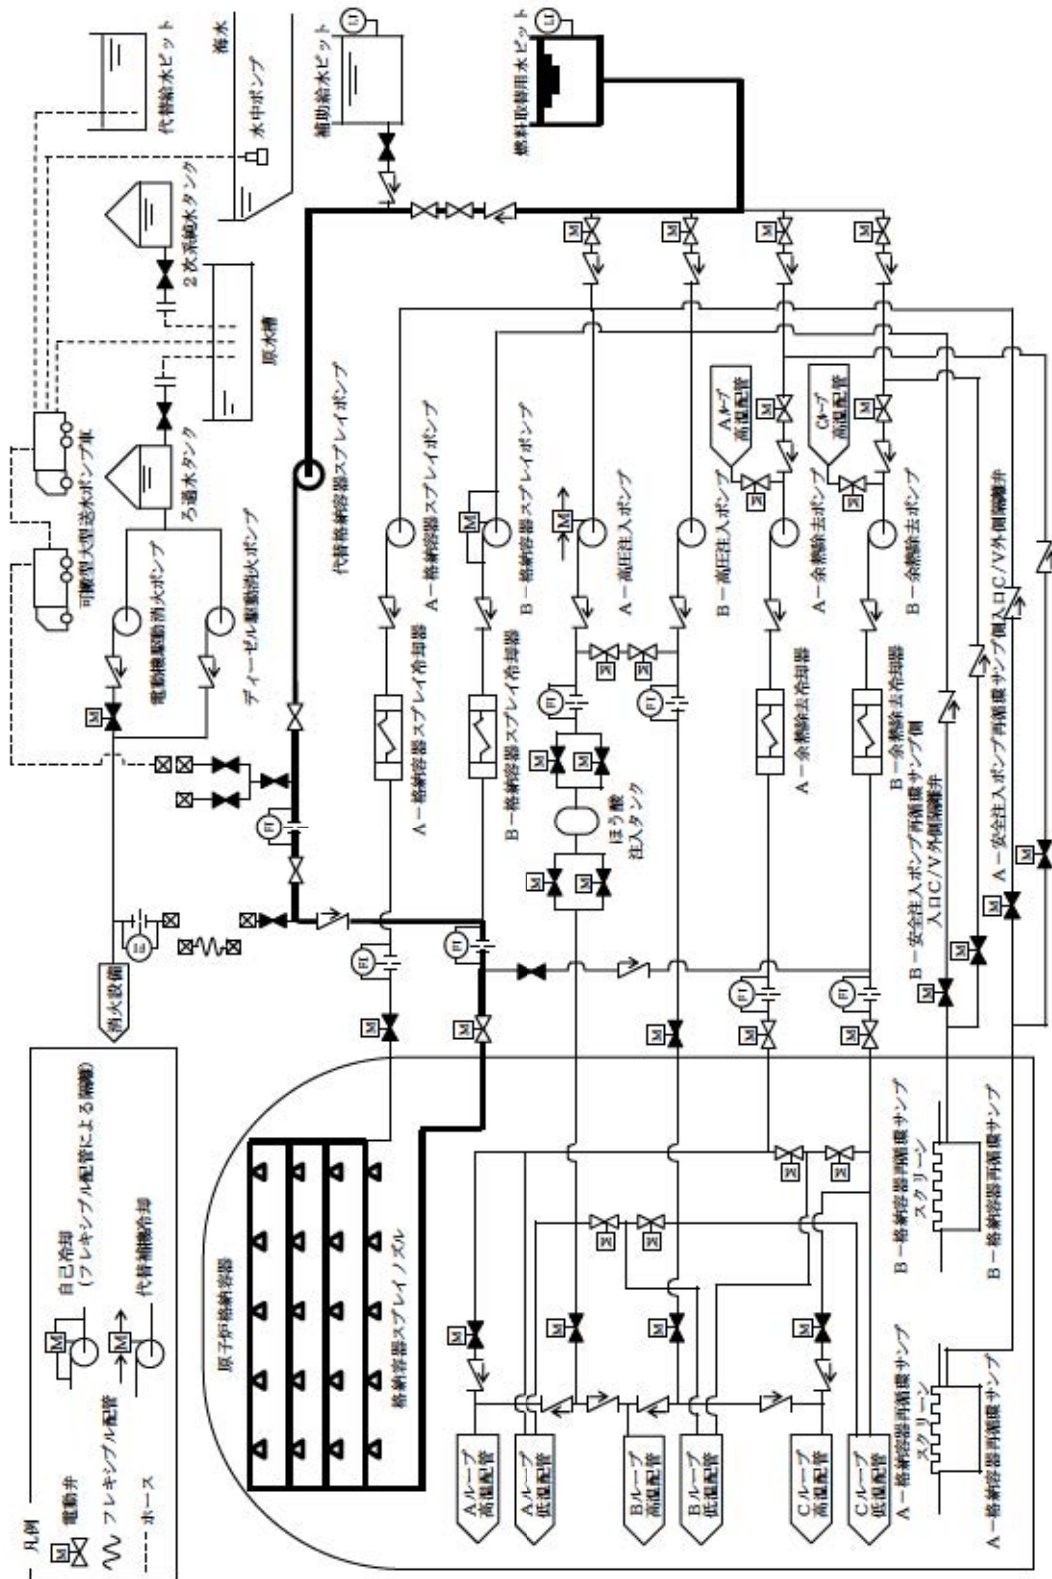 凡例
M
電動弁
フレキシブル配管
ホース
M
自己冷却
(フレキシブル配管による隔離)
M
代替補機冷却
消火設備
FI
M
電動機駆動消火ポンプ
ディーゼル駆動消火ポンプ
可搬型大型送水ポンプ車
ろ過水タンク
原水槽
2次系純水タンク
代替給水ピット
海水
水中ポンプ
補助給水ピット
LI
燃料取替用水ピット
LI
代替格納容器スプレイポンプ
FI
原子炉格納容器
格納容器スプレイノズル
A-格納容器スプレイポンプ
A-格納容器スプレイ冷却器
FI
M
B-格納容器スプレイポンプ
M
B-格納容器スプレイ冷却器
FI
M
A-高圧注入ポンプ
M
B-高圧注入ポンプ
M
M
FI
FI
M
M
ほう酸
注入タンク
M
M
M
M
Aループ
高温配管
Cループ
高温配管
M
M
M
M
M
M
A-余熱除去ポンプ
B-余熱除去ポンプ
A-余熱除去冷却器
B-余熱除去冷却器
FI
M
FI
M
B-安全注入ポンプ再循環サンプ側
入口C/V外側隔離弁
M
M
A-安全注入ポンプ再循環サンプ側入口C/V外側隔離弁
M
M
M
M
M
M
M
M
M
M
Aループ
高温配管
Aループ
低温配管
Bループ
高温配管
Bループ
低温配管
Cループ
高温配管
Cループ
低温配管
B-格納容器再循環サンプ
スクリーン
B-格納容器再循環サンプ
A-格納容器再循環サンプ
スクリーン
A-格納容器再循環サンプ